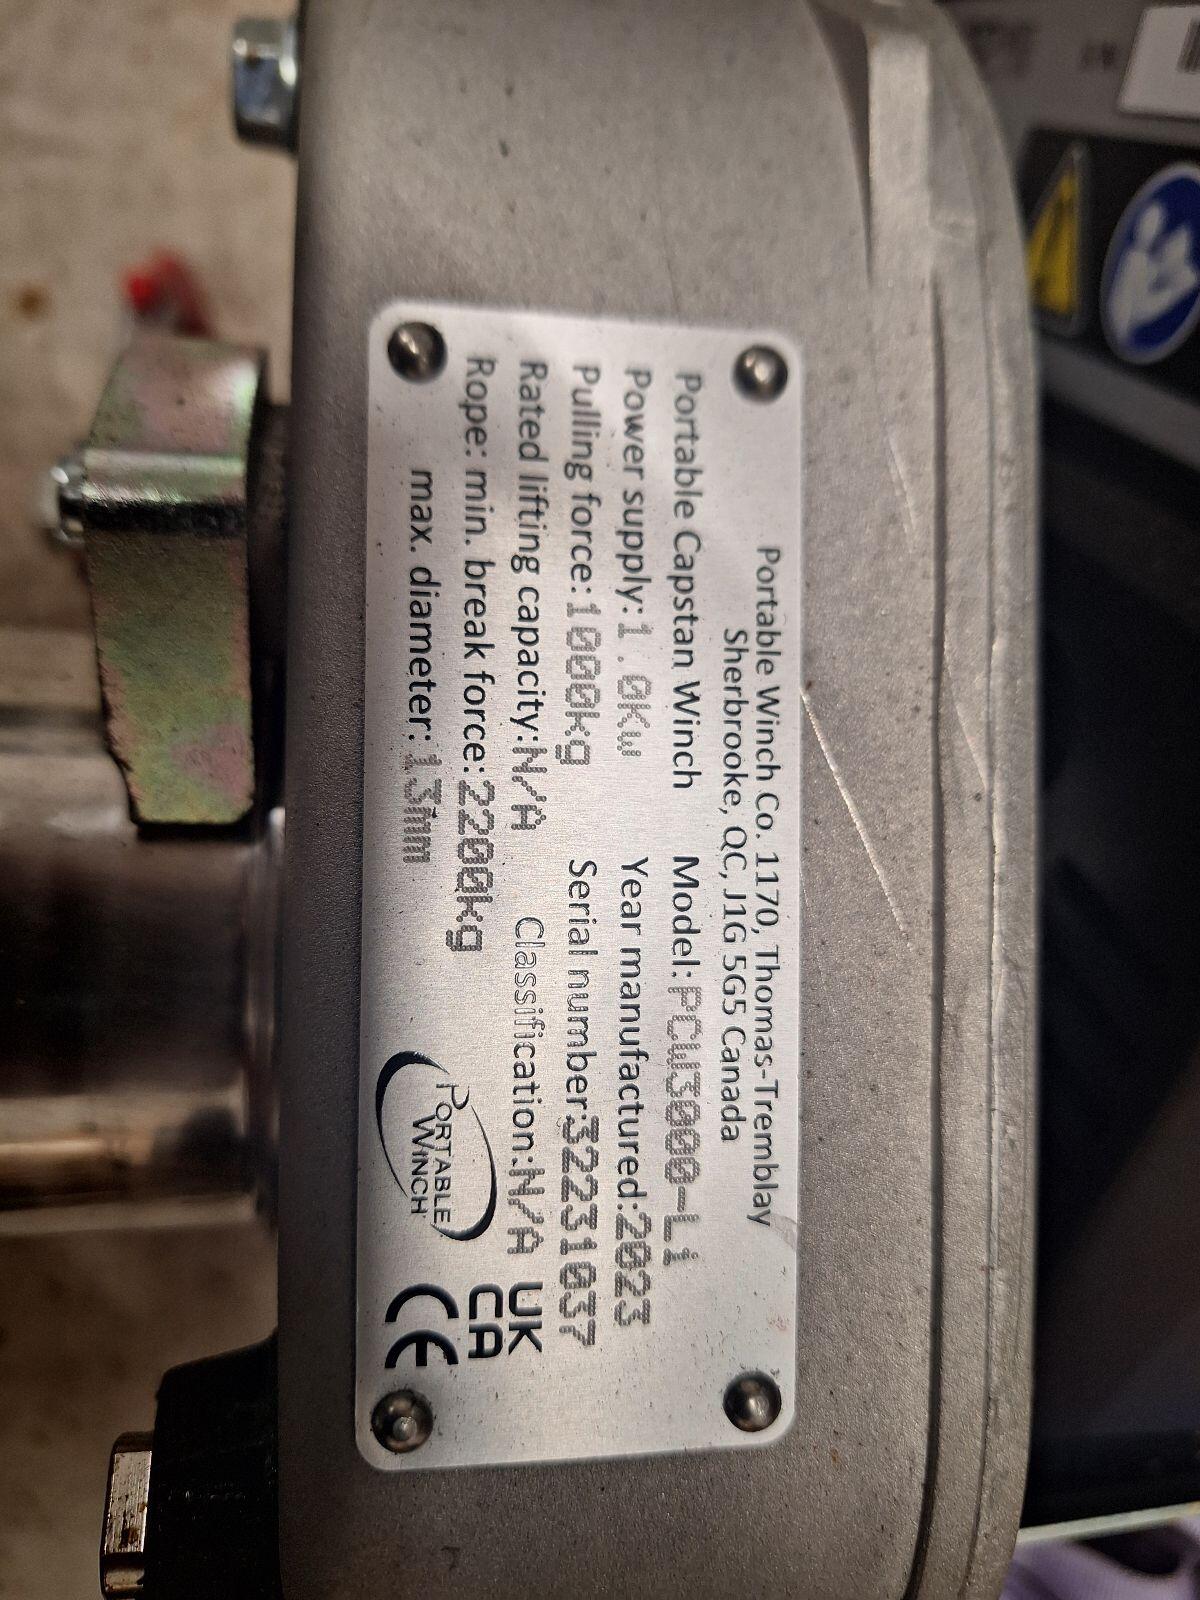 Portable Winch Co. 1170, Thomas-Tremblay
Sherbrooke, QC, J1G 5G5 Canada
Portable Capstan Winch Model: PCW3000-Li
Power supply: 1.0Kw Year manufactured: 2023
Pulling force: 1000kg Serial number: 32231037
Rated lifting capacity: N/A Classification: N/A
Rope: min. break force: 2200kg
max. diameter: 13mm
PORTABLE
WINCH
UK
CA
CE